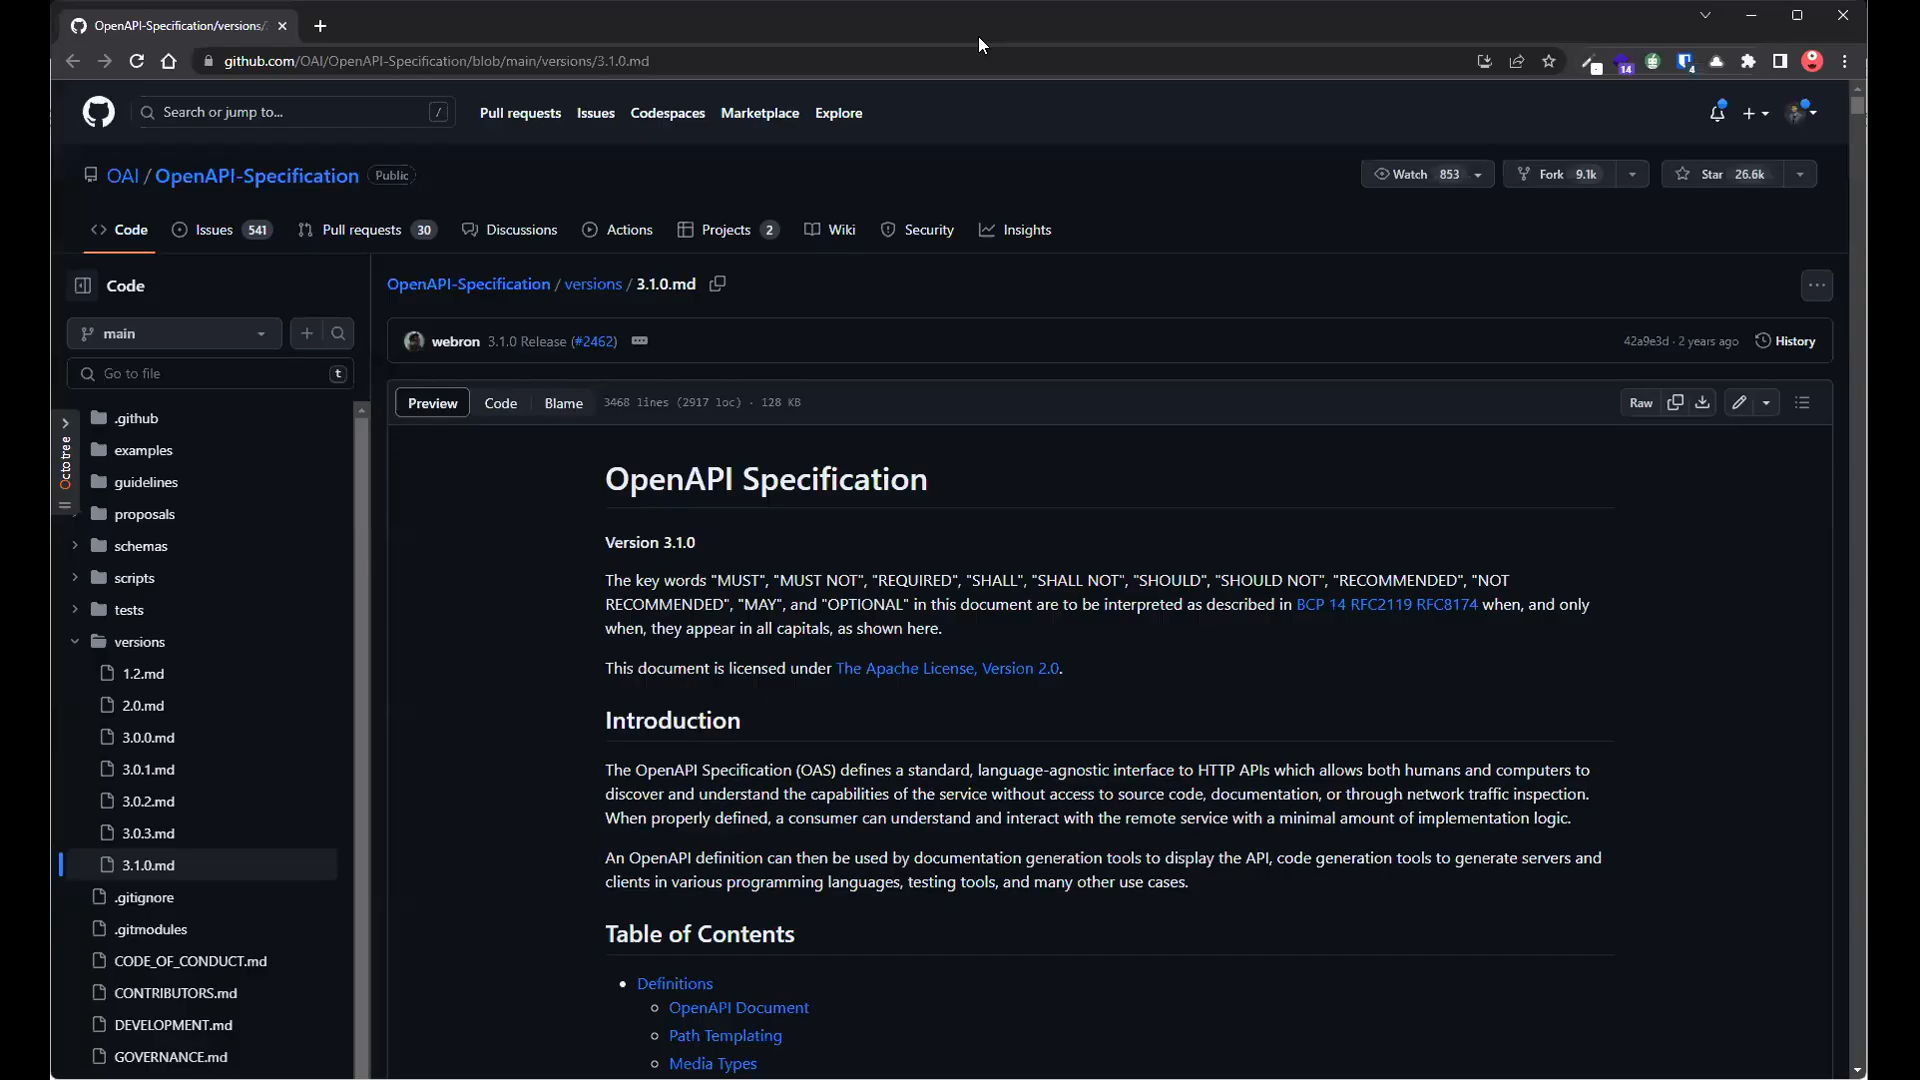 OpenAPI-Specification/versions/
github.com/OAI/OpenAPI-Specification/blob/main/versions/3.1.0.md
14
4
Search or jump to...
/
Pull requests
Issues
Codespaces
Marketplace
Explore
OAI / OpenAPI-Specification
Public
Watch 853
Fork 9.1k
Star 26.6k
Code
Issues 541
Pull requests 30
Discussions
Actions
Projects 2
Wiki
Security
Insights
Code
main
Go to file
t
Octotree
.github
examples
guidelines
proposals
schemas
scripts
tests
versions
1.2.md
2.0.md
3.0.0.md
3.0.1.md
3.0.2.md
3.0.3.md
3.1.0.md
.gitignore
.gitmodules
CODE_OF_CONDUCT.md
CONTRIBUTORS.md
DEVELOPMENT.md
GOVERNANCE.md
OpenAPI-Specification / versions / 3.1.0.md
webron 3.1.0 Release (#2462)
42a9e3d · 2 years ago
History
Preview
Code
Blame
3468 lines (2917 loc) · 128 KB
Raw
OpenAPI Specification
Version 3.1.0
The key words "MUST", "MUST NOT", "REQUIRED", "SHALL", "SHALL NOT", "SHOULD", "SHOULD NOT", "RECOMMENDED", "NOT
RECOMMENDED", "MAY", and "OPTIONAL" in this document are to be interpreted as described in BCP 14 RFC2119 RFC8174 when, and only
when, they appear in all capitals, as shown here.
This document is licensed under The Apache License, Version 2.0.
Introduction
The OpenAPI Specification (OAS) defines a standard, language-agnostic interface to HTTP APIs which allows both humans and computers to
discover and understand the capabilities of the service without access to source code, documentation, or through network traffic inspection.
When properly defined, a consumer can understand and interact with the remote service with a minimal amount of implementation logic.
An OpenAPI definition can then be used by documentation generation tools to display the API, code generation tools to generate servers and
clients in various programming languages, testing tools, and many other use cases.
Table of Contents
Definitions
OpenAPI Document
Path Templating
Media Types